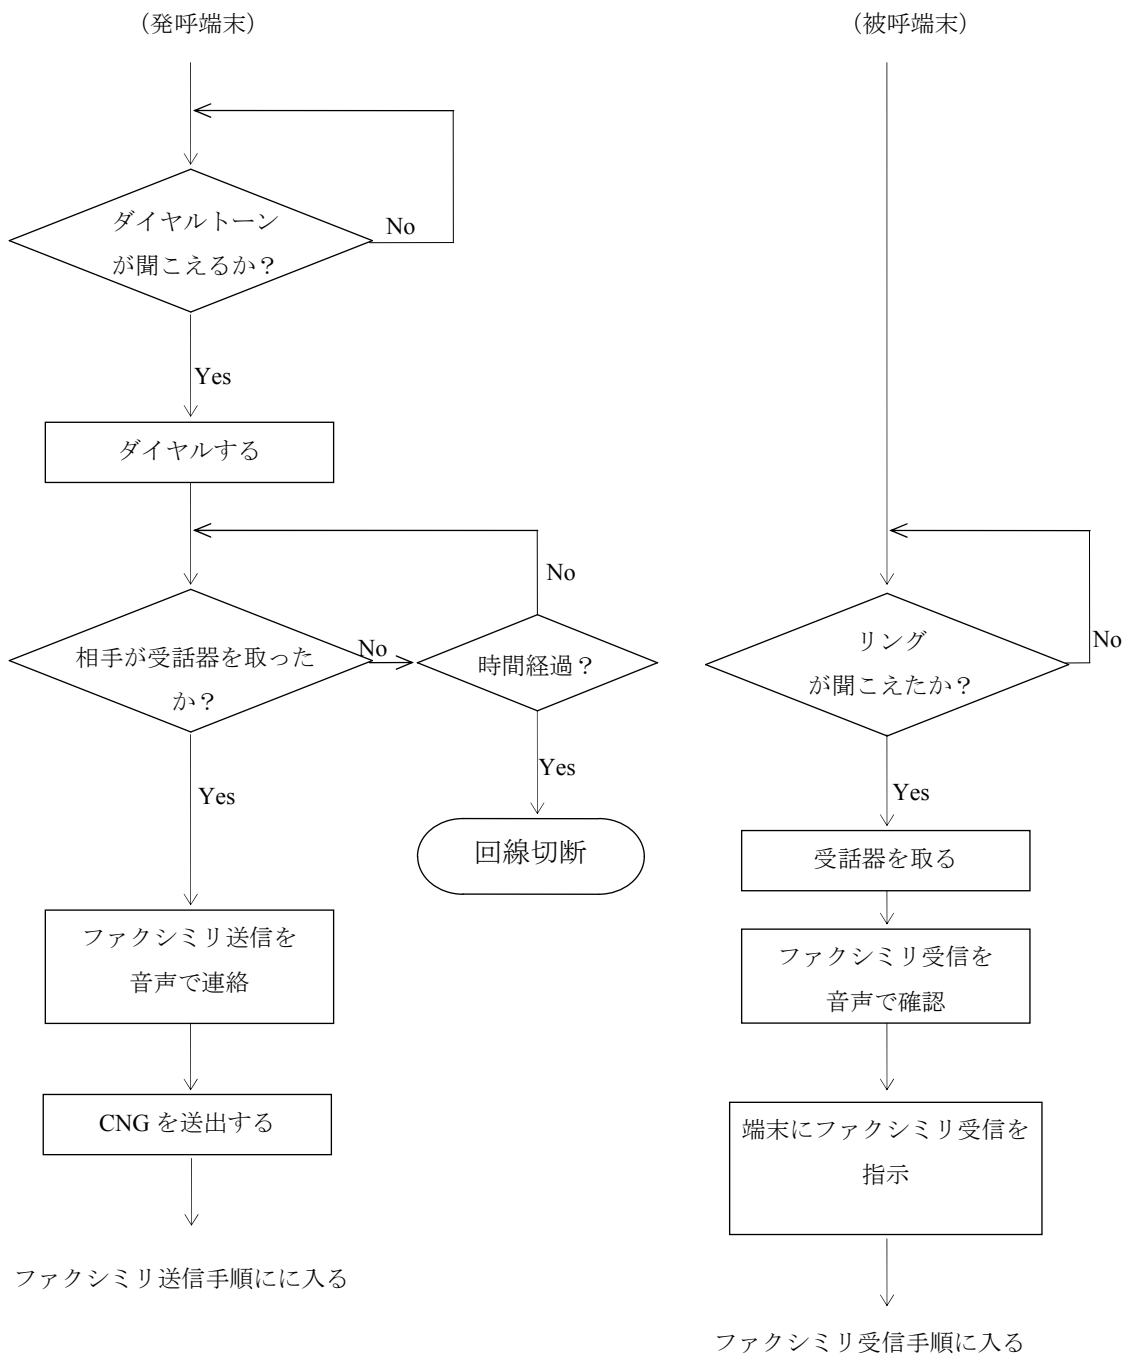 （発呼端末）
ダイヤルトーン
が聞こえるか？
No
Yes
ダイヤルする
相手が受話器を取った
か？
No
時間経過？
No
Yes
回線切断
Yes
ファクシミリ送信を
音声で連絡
CNG を送出する
ファクシミリ送信手順にに入る
（被呼端末）
リング
が聞こえたか？
No
Yes
受話器を取る
ファクシミリ受信を
音声で確認
端末にファクシミリ受信を
指示
ファクシミリ受信手順に入る